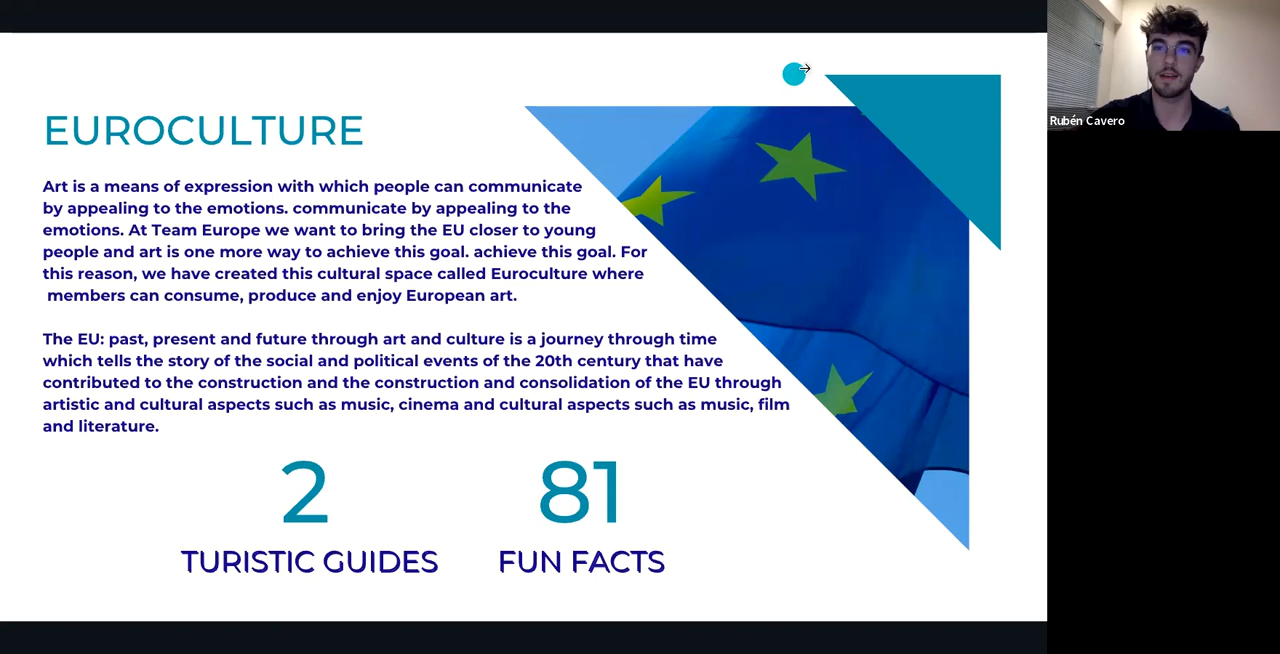 EUROCULTURE
Art is a means of expression with which people can communicate
by appealing to the emotions. communicate by appealing to the
emotions. At Team Europe we want to bring the EU closer to young
people and art is one more way to achieve this goal. achieve this goal. For
this reason, we have created this cultural space called Euroculture where
members can consume, produce and enjoy European art.
The EU: past, present and future through art and culture is a journey through time
which tells the story of the social and political events of the 20th century that have
contributed to the construction and the construction and consolidation of the EU through
artistic and cultural aspects such as music, cinema and cultural aspects such as music, film
and literature.
2
TURISTIC GUIDES
81
FUN FACTS
Rubén Cavero